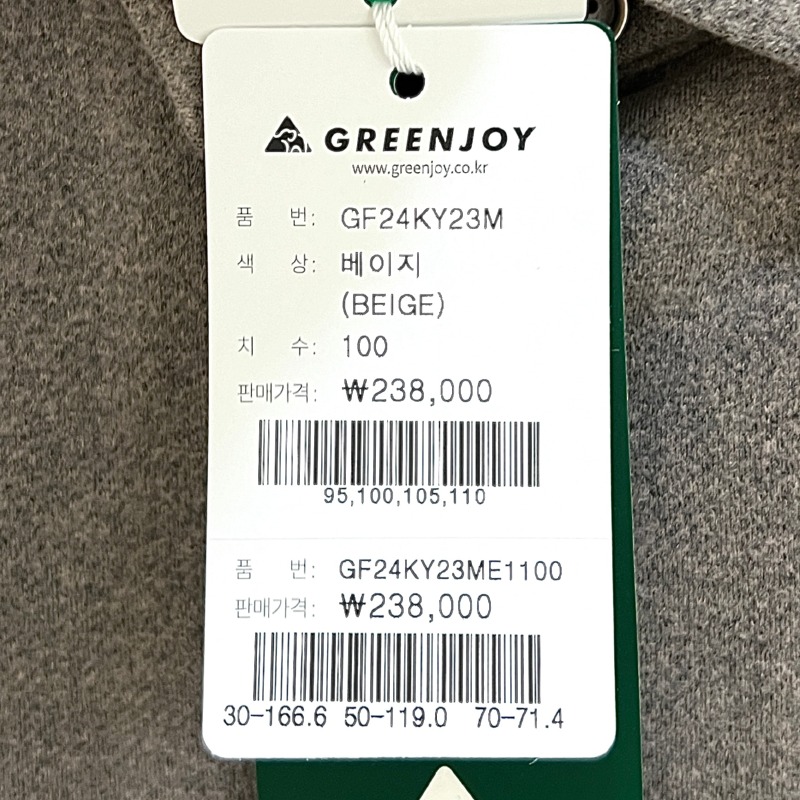 GREENJOY
www.greenjoy.co.kr
품 번: GF24KY23M
색 상: 베이지
(BEIGE)
치 수: 100
판매가격: ₩238,000
95,100,105,110
품 번: GF24KY23ME1100
판매가격: ₩238,000
30-166.6 50-119.0 70-71.4